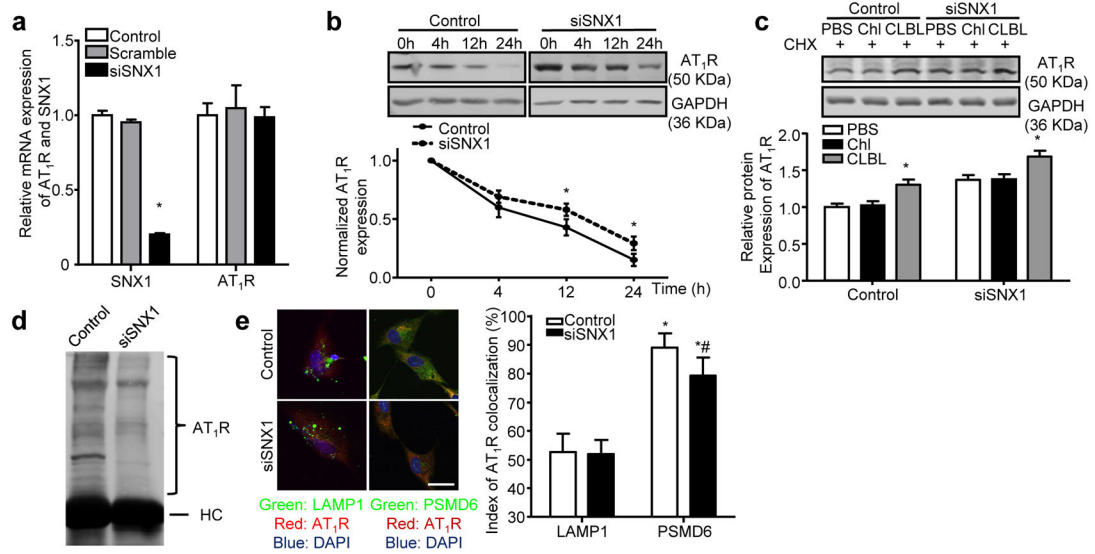 a
Control
Scramble
siSNX1
Relative mRNA expression
of AT1R and SNX1
1.5
1.0
0.5
0
*
SNX1
AT1R
b
Control
siSNX1
0h 4h 12h 24h 0h 4h 12h 24h
AT1R
(50 KDa)
GAPDH
(36 KDa)
Control
siSNX1
Normalized AT1R
expression
1.0
0.5
0.0
*
*
0 4 12 24 Time (h)
c
Control siSNX1
PBS Chl CLBL PBS Chl CLBL
CHX + + + + + +
AT1R
(50 KDa)
GAPDH
(36 KDa)
PBS
Chl
CLBL
Relative protein
Expression of AT1R
2.0
1.5
1.0
0.5
0
*
*
Control siSNX1
d
Control
siSNX1
AT1R
HC
e
Control
siSNX1
Green: LAMP1 Green: PSMD6
Red: AT1R Red: AT1R
Blue: DAPI Blue: DAPI
Control
siSNX1
Index of AT1R colocalization (%)
100
90
80
70
60
50
40
30
*
*#
LAMP1 PSMD6